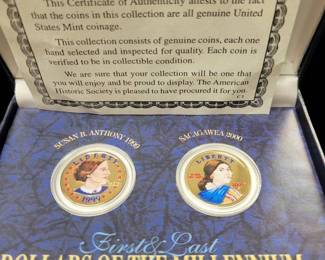 This Certificate of Authenticity attests to the fact
that the coins in this collection are all genuine United
States Mint coinage.
This collection consists of genuine coins, each one
hand selected and inspected for quality. Each coin is
verified to be in collectible condition.
We are sure that your collection will be one that
you will enjoy and be proud to display. The American
Historic Society is pleased to have procured it for you.
SUSAN B. ANTHONY 1999
SACAGAWEA 2000
LIBERTY
1999
LIBERTY
First & Last
DOLLARS OF THE MILLENNIUM